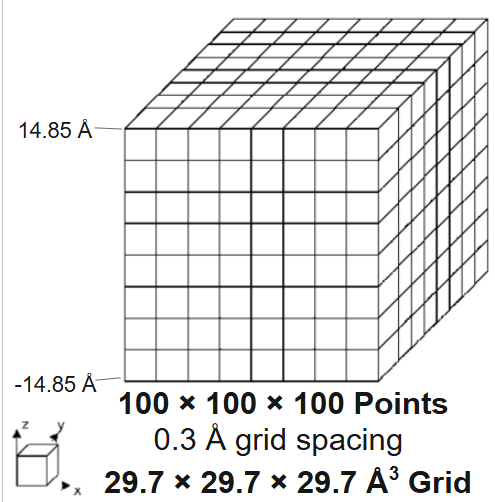 14.85 Å
-14.85 Å
100 × 100 × 100 Points
0.3 Å grid spacing
29.7 × 29.7 × 29.7 Å³ Grid
z
y
x